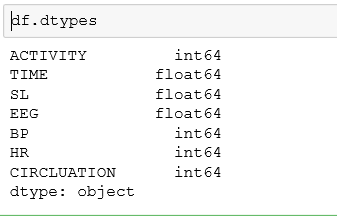 df.dtypes
ACTIVITY int64
TIME float64
SL float64
EEG float64
BP int64
HR int64
CIRCLUATION int64
dtype: object